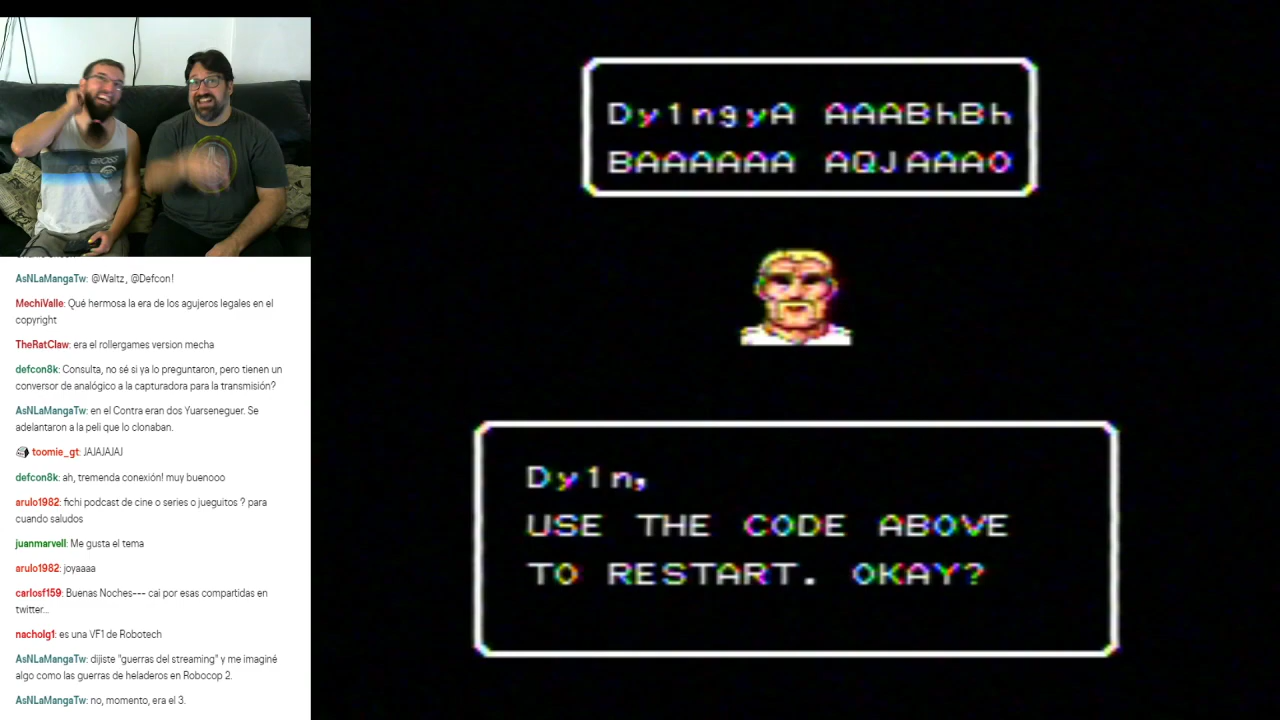 AsNLaMangaTw: @Waltz, @Defcon!
MechiValle: Qué hermosa la era de los agujeros legales en el
copyright
TheRatClaw: era el rollergames version mecha
defcon8k: Consulta, no sé si ya lo preguntaron, pero tienen un
conversor de analógico a la capturadora para la transmisión?
AsNLaMangaTw: en el Contra eran dos Yuarseneguer. Se
adelantaron a la peli que lo clonaban.
toomie_gt: JAJAJAJAJ
defcon8k: ah, tremenda conexión! muy buenooo
arulo1982: fichi podcast de cine o series o jueguitos ? para
cuando saludos
juanmarvell: Me gusta el tema
arulo1982: joyaaaa
carlosf159: Buenas Noches--- cai por esas compartidas en
twitter...
nacholg1: es una VF1 de Robotech
AsNLaMangaTw: dijiste "guerras del streaming" y me imaginé
algo como las guerras de heladeros en Robocop 2.
AsNLaMangaTw: no, momento, era el 3.
Dy1ngyA AAABhBh
BAAAAAA AQJAAAO
Dy1n,
USE THE CODE ABOVE
TO RESTART. OKAY?